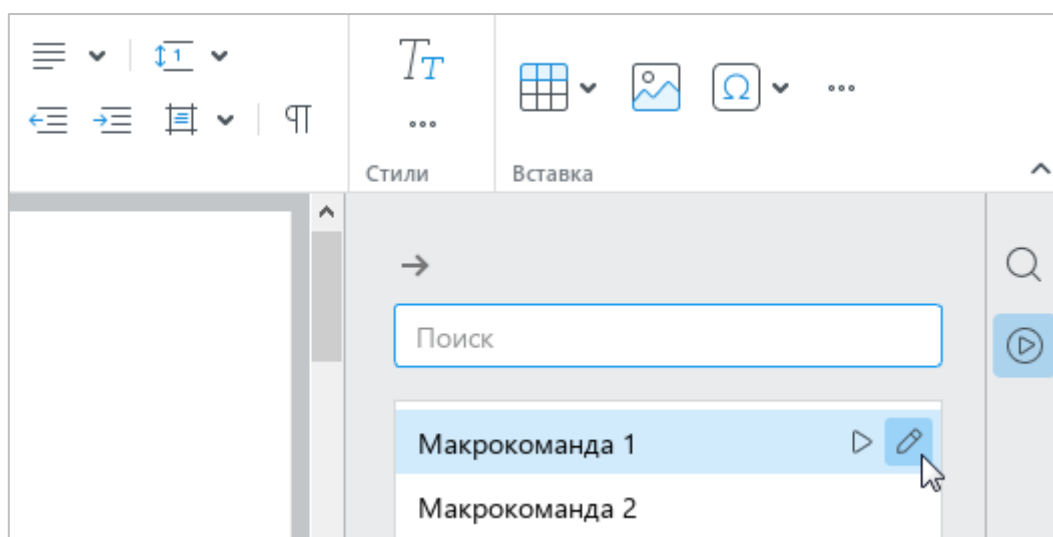 Стили
Вставка
Поиск
Макрокоманда 1
Макрокоманда 2